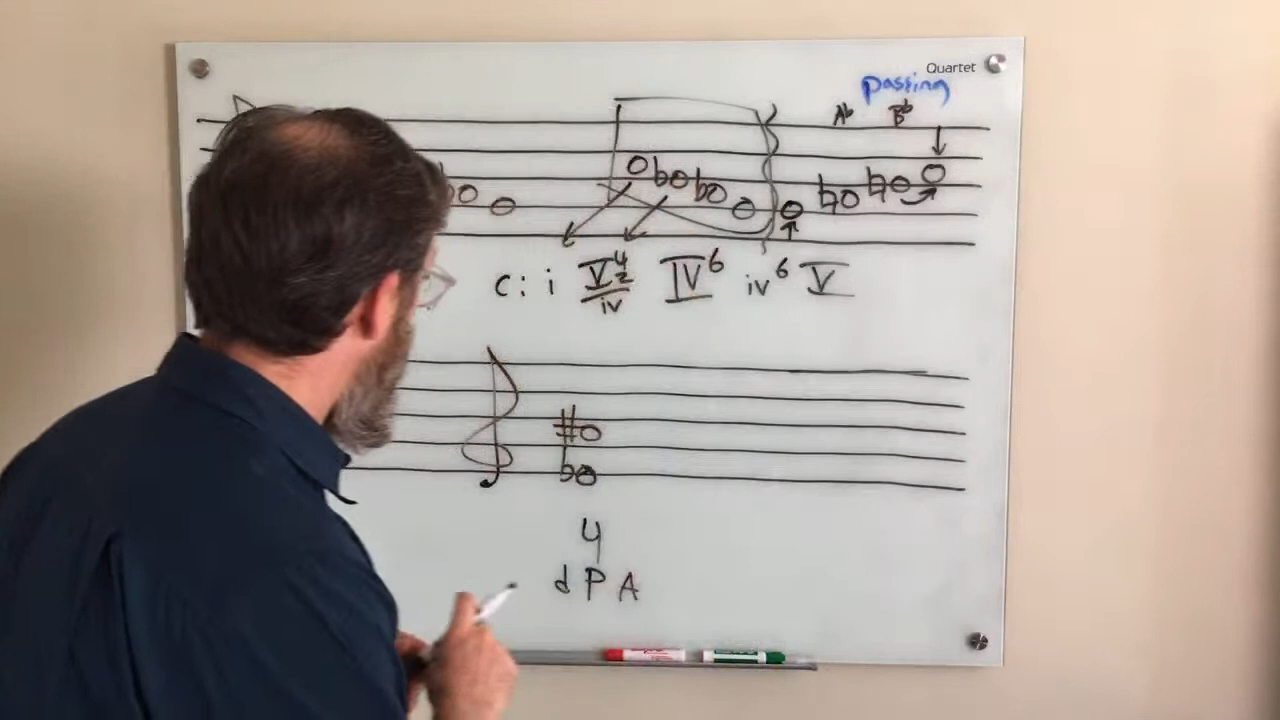 Quartet
passing
A♭ B♭
c: i V4/2/iv IV6 iv6 V
4
d P A